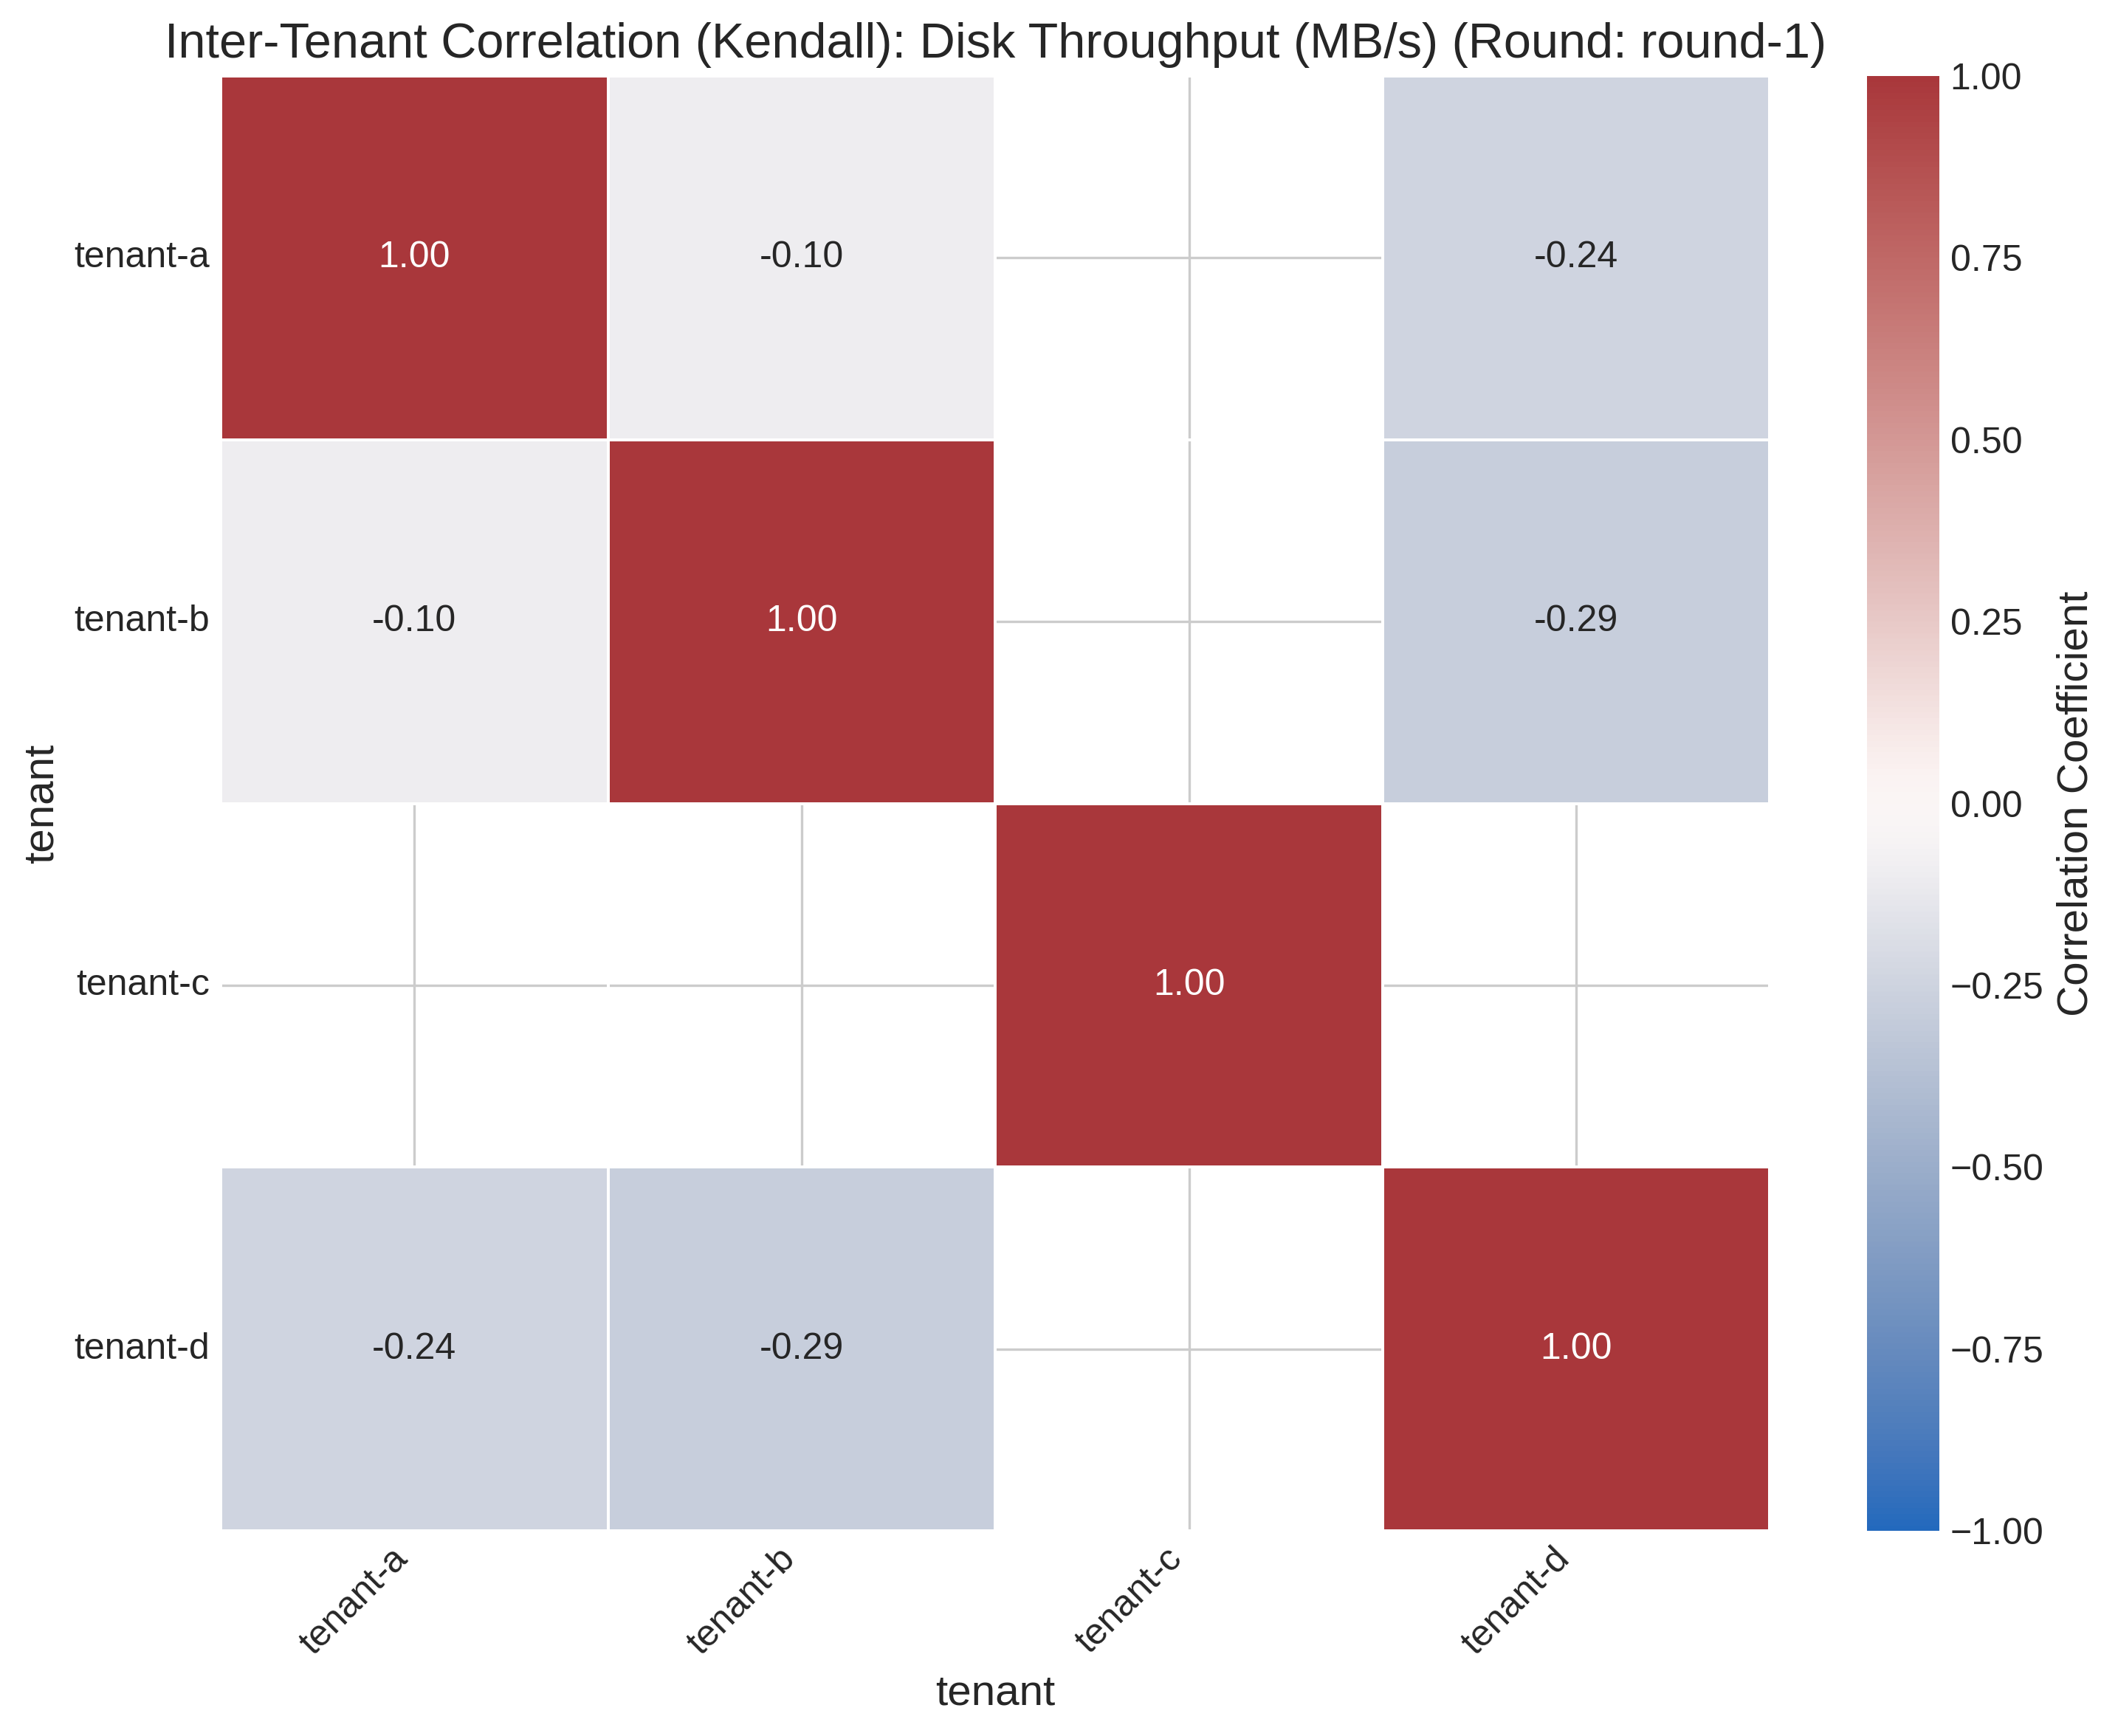 Inter-Tenant Correlation (Kendall): Disk Throughput (MB/s) (Round: round-1)
tenant
tenant-a
1.00
-0.10
-0.24
tenant-b
-0.10
1.00
-0.29
tenant-c
1.00
tenant-d
-0.24
-0.29
1.00
tenant-a
tenant-b
tenant-c
tenant-d
tenant
1.00
0.75
0.50
0.25
0.00
−0.25
−0.50
−0.75
−1.00
Correlation Coefficient